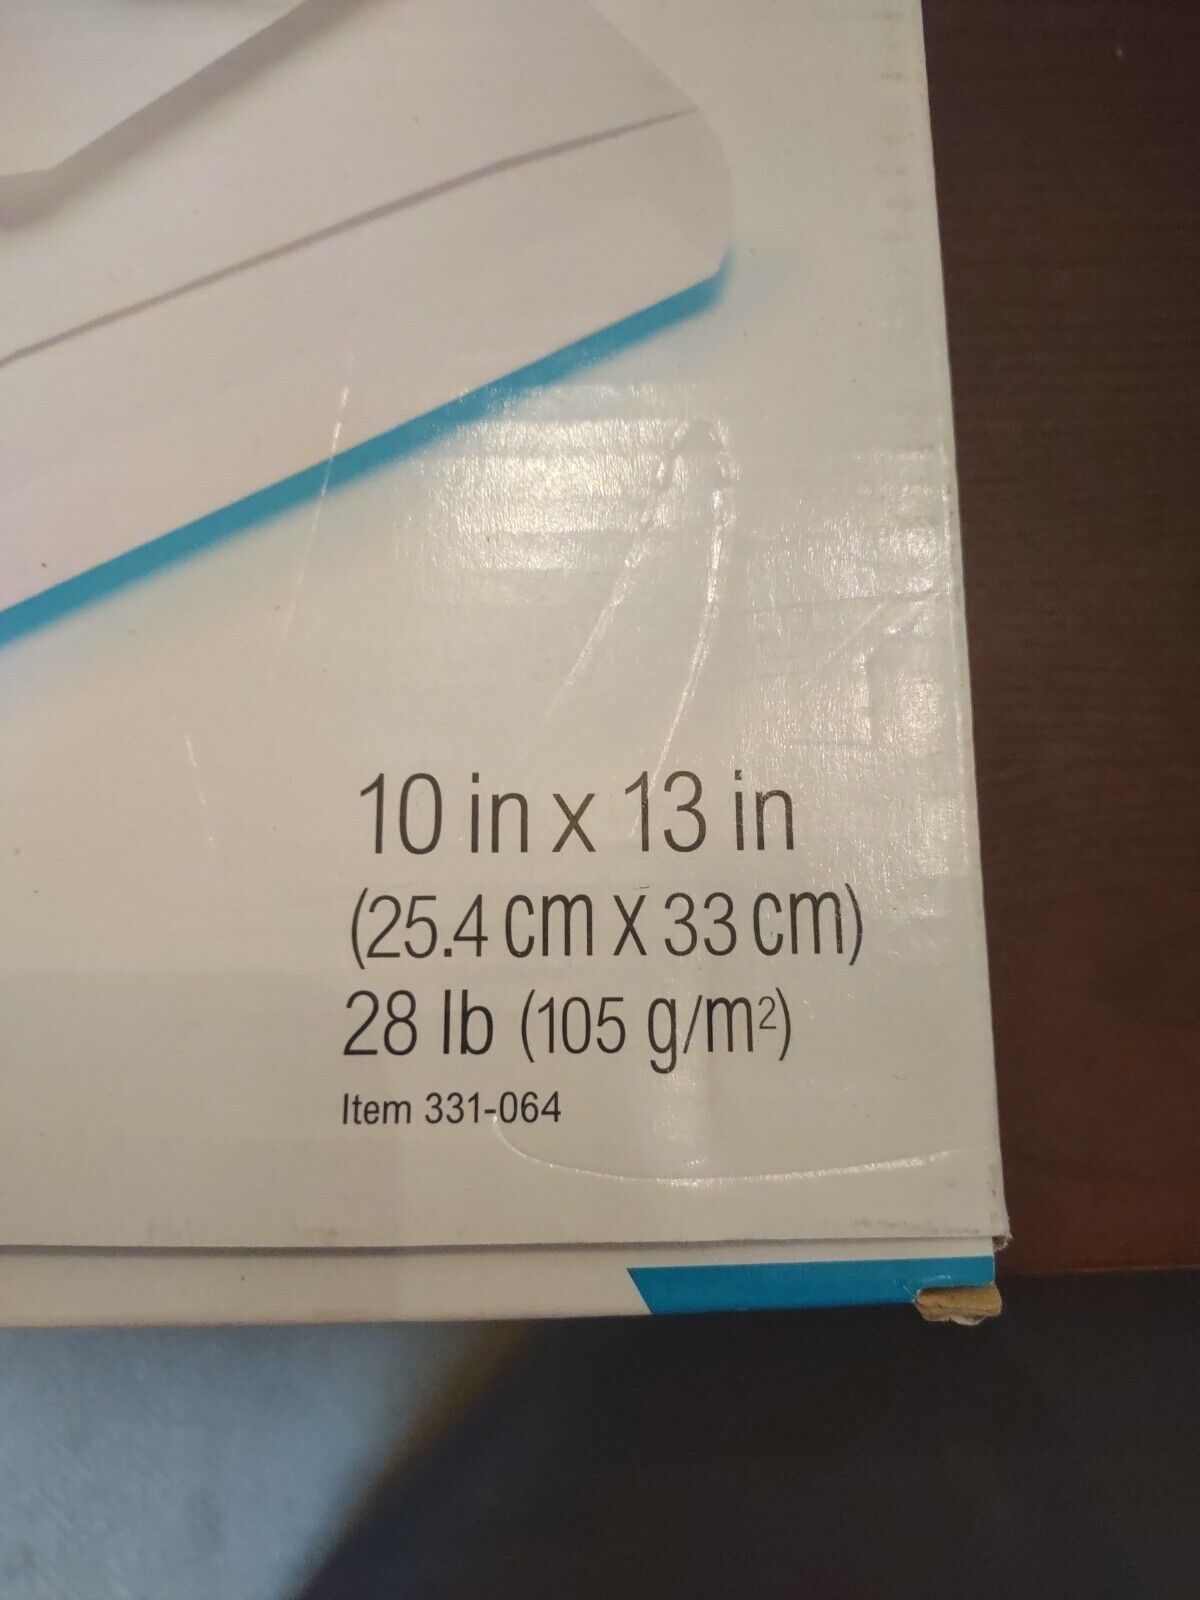 10 in x 13 in
(25.4 cm x 33 cm)
28 lb (105 g/m²)
Item 331-064